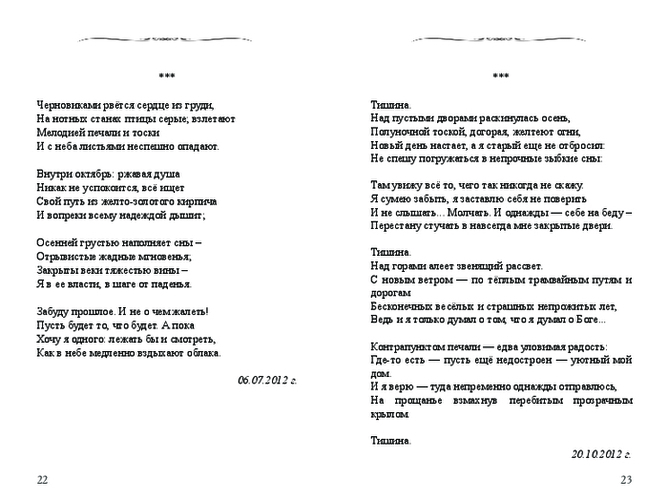 ***
Черновиками рвётся сердце из груди,
На нотных станах птицы серые; взлетают
Мелодией печали и тоски
И с неба листьями неспешно опадают.
Внутри октябрь: ржавая душа
Никак не успокоится, всё ищет
Свой путь из желто-золотого кирпича
И вопреки всему надеждой дышит;
Осенней грустью наполняет сны –
Отрывистые жадные мгновенья;
Закрыты веки тяжестью вины –
Я в ее власти, в шаге от паденья.
Забуду прошлое. И не о чем жалеть!
Пусть будет то, что будет. А пока
Хочу я одного: лежать бы и смотреть,
Как в небе медленно вздыхают облака.
06.07.2012 г.
22
***
Тишина.
Над пустыми дворами раскинулась осень,
Полуночной тоской, догорая, желтеют огни,
Новый день настает, а я старый еще не отбросил:
Не спешу погружаться в непрочные зыбкие сны:
Там увижу всё то, чего так никогда не скажу.
Я сумею забыть, я заставлю себя не поверить
И не слышать... Молчать. И однажды — себе на беду –
Перестану стучать в навсегда мне закрытые двери.
Тишина.
Над горами алеет звенящий рассвет.
С новым ветром — по тёплым трамвайным путям и
дорогам
Бесконечных весёлых и страшных непрожитых лет,
Ведь и я только думал о том, что я думал о Боге...
Контрапунктом печали — едва уловимая радость:
Где-то есть — пусть ещё недостроен — уютный мой
дом.
И я верю — туда непременно однажды отправлюсь,
На прощанье взмахнув перебитым прозрачным
крылом.
Тишина.
20.10.2012 г.
23